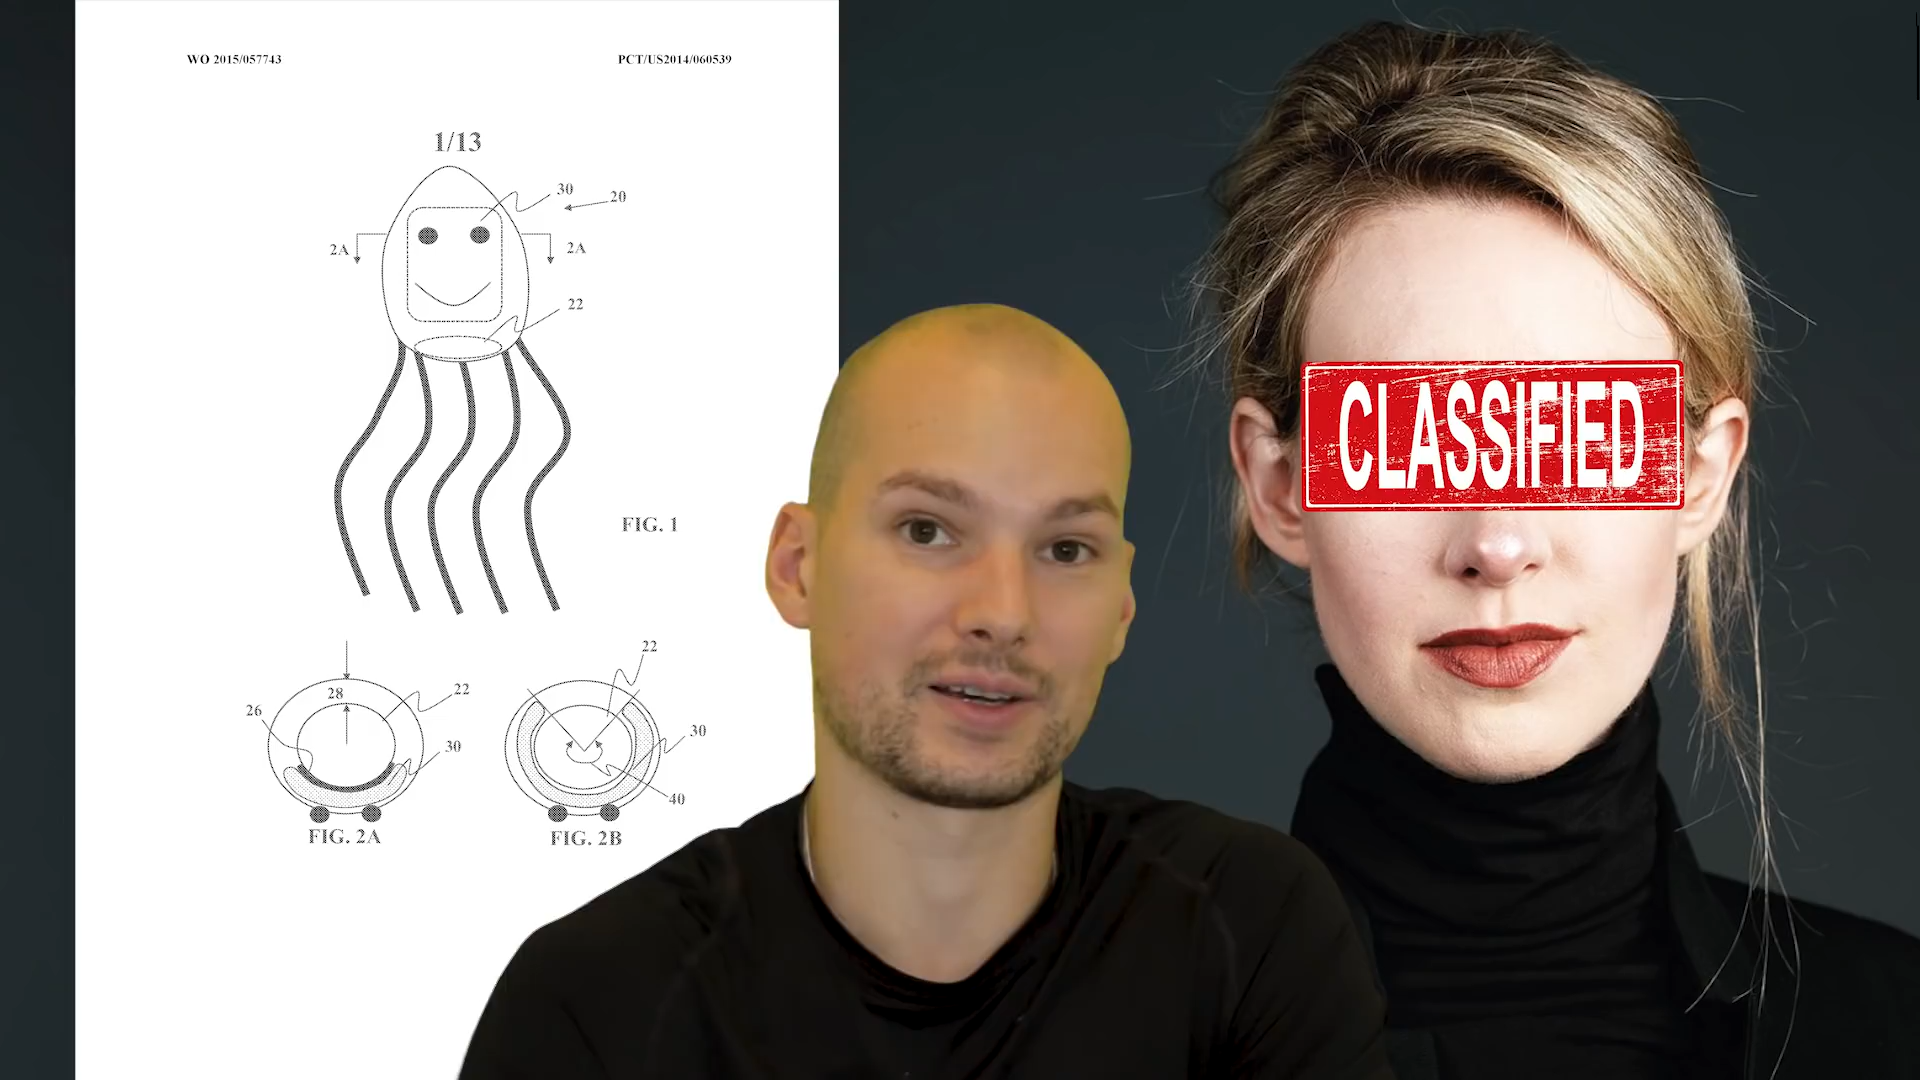 WO 2015/057743
PCT/US2014/060539
1/13
30
20
2A
2A
22
FIG. 1
22
28
22
26
30
30
40
FIG. 2A
FIG. 2B
CLASSIFIED